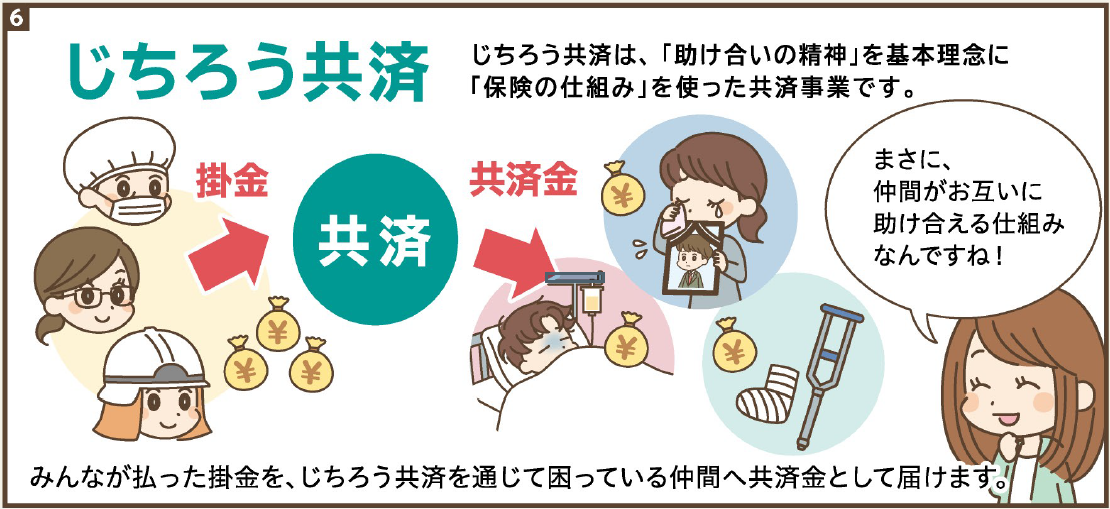 6
じちろう共済
じちろう共済は、「助け合いの精神」を基本理念に
「保険の仕組み」を使った共済事業です。
掛金
共済
共済金
¥
¥
¥
¥
¥
¥
まさに、
仲間がお互いに
助け合える仕組み
なんですね！
みんなが払った掛金を、じちろう共済を通じて困っている仲間へ共済金として届けます。